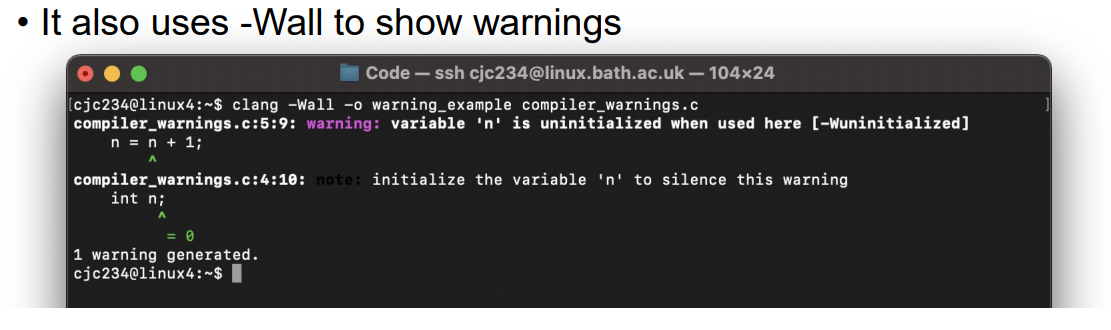 • It also uses -Wall to show warnings
Code — ssh cjc234@linux.bath.ac.uk — 104×24
[cjc234@linux4:~$ clang -Wall -o warning_example compiler_warnings.c ]
compiler_warnings.c:5:9: warning: variable 'n' is uninitialized when used here [-Wuninitialized]
    n = n + 1;
        ^
compiler_warnings.c:4:10: note: initialize the variable 'n' to silence this warning
    int n;
         ^
          = 0
1 warning generated.
cjc234@linux4:~$